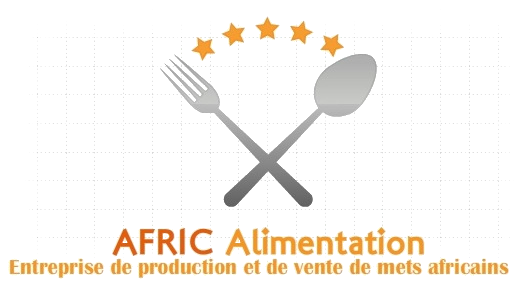 AFRIC Alimentation
Entreprise de production et de vente de mets africains